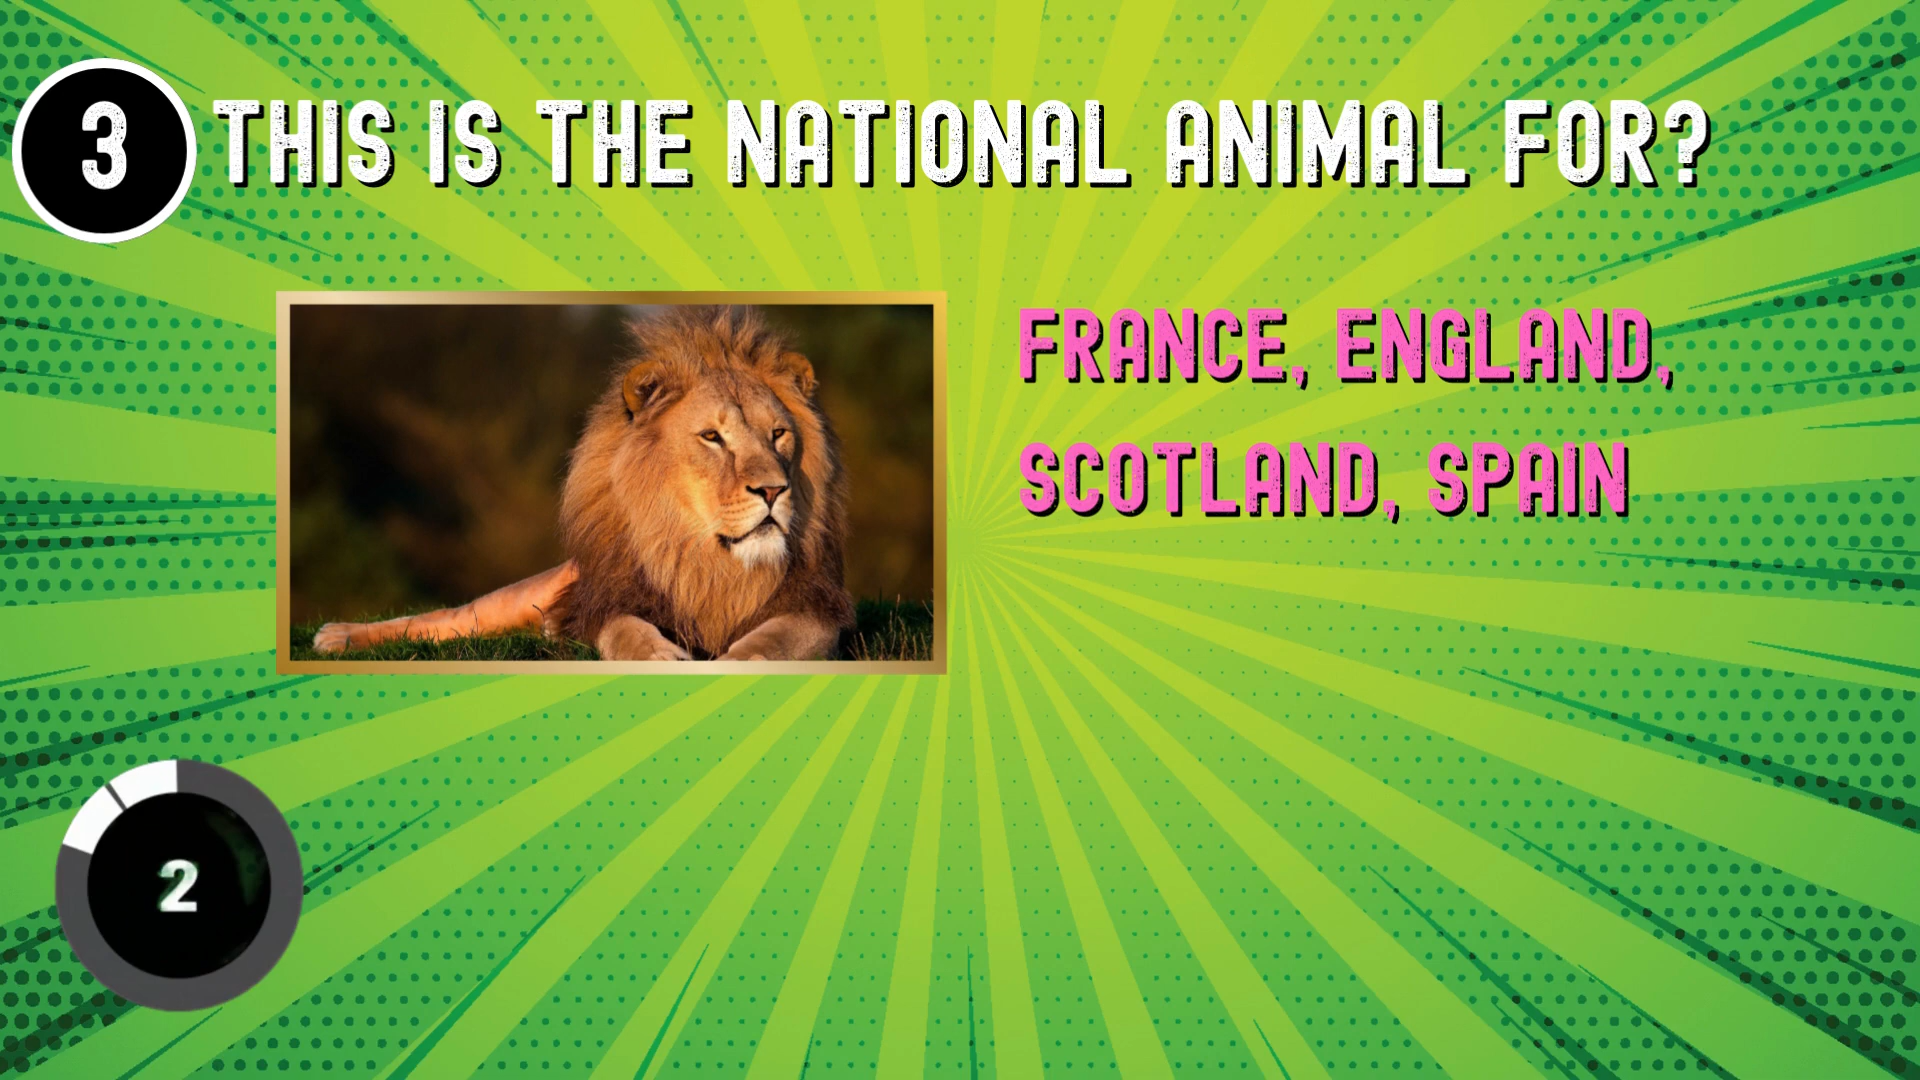 3
THIS IS THE NATIONAL ANIMAL FOR?
FRANCE, ENGLAND,
SCOTLAND, SPAIN
2